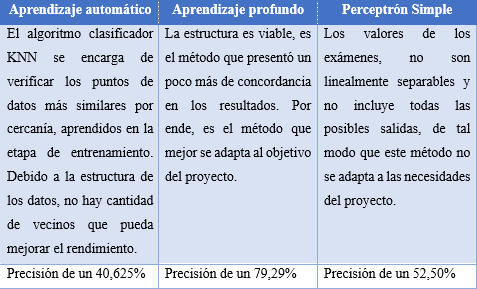 Aprendizaje automático
El algoritmo clasificador
KNN se encarga de
verificar los puntos de
datos más similares por
cercanía, aprendidos en la
etapa de entrenamiento.
Debido a la estructura de
los datos, no hay cantidad
de vecinos que pueda
mejorar el rendimiento.
Precisión de un 40,625%
Aprendizaje profundo
La estructura es viable, es
el método que presentó un
poco más de concordancia
en los resultados. Por
ende, es el método que
mejor se adapta al objetivo
del proyecto.
Precisión de un 79,29%
Perceptrón Simple
Los valores de los
exámenes, no son
linealmente separables y
no incluye todas las
posibles salidas, de tal
modo que este método no
se adapta a las necesidades
del proyecto.
Precisión de un 52,50%